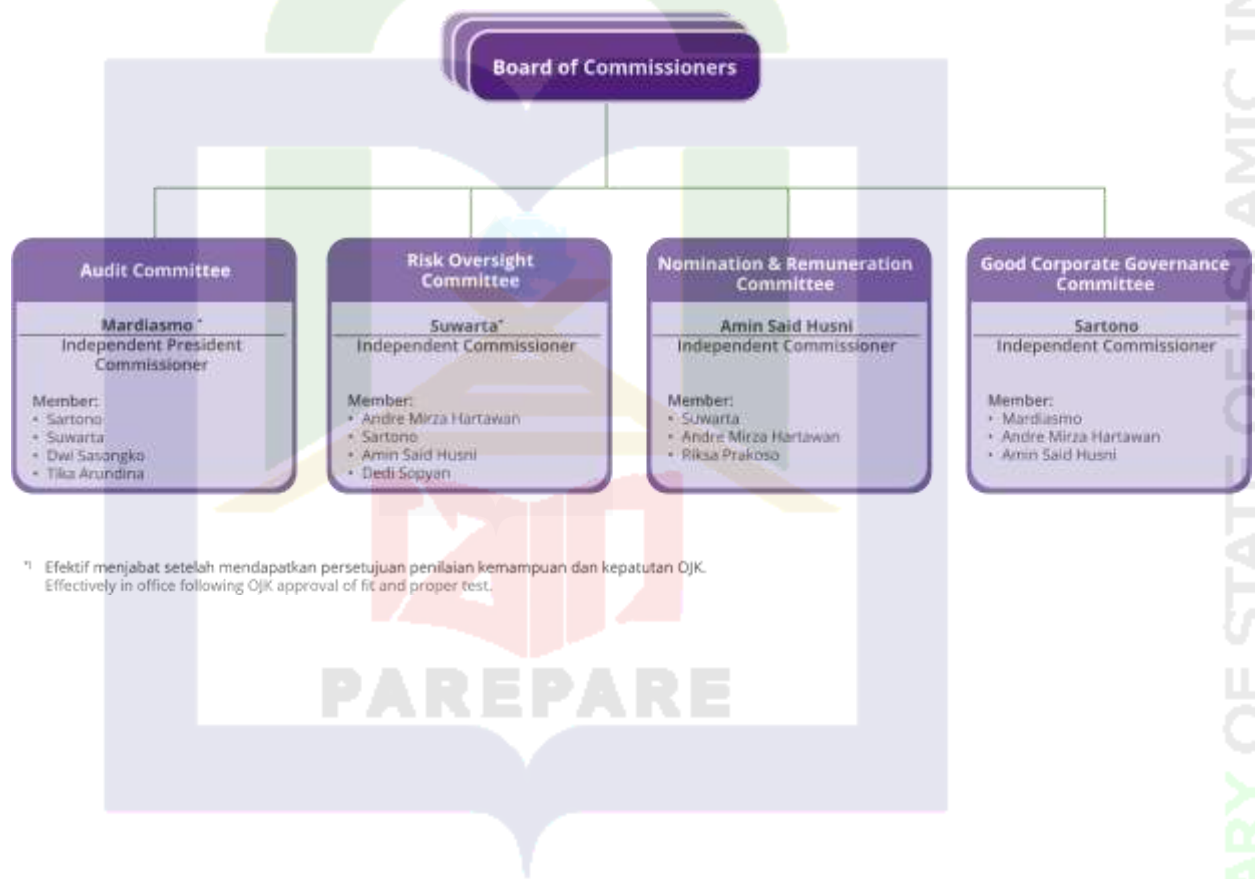 Board of Commissioners
Audit Committee
Mardiasmo *
Independent President
Commissioner
Member:
• Sartono
• Suwarta
• Dwi Sasongko
• Tika Arundina
Risk Oversight
Committee
Suwarta*
Independent Commissioner
Member:
• Andre Mirza Hartawan
• Sartono
• Amin Said Husni
• Dedi Sopyan
Nomination & Remuneration
Committee
Amin Said Husni
Independent Commissioner
Member:
• Suwarta
• Andre Mirza Hartawan
• Riksa Prakoso
Good Corporate Governance
Committee
Sartono
Independent Commissioner
Member:
• Mardiasmo
• Andre Mirza Hartawan
• Amin Said Husni
*) Efektif menjabat setelah mendapatkan persetujuan penilaian kemampuan dan kepatutan OJK.
Effectively in office following OJK approval of fit and proper test.
PAREPARE
OF STATE OF ISLAMIC